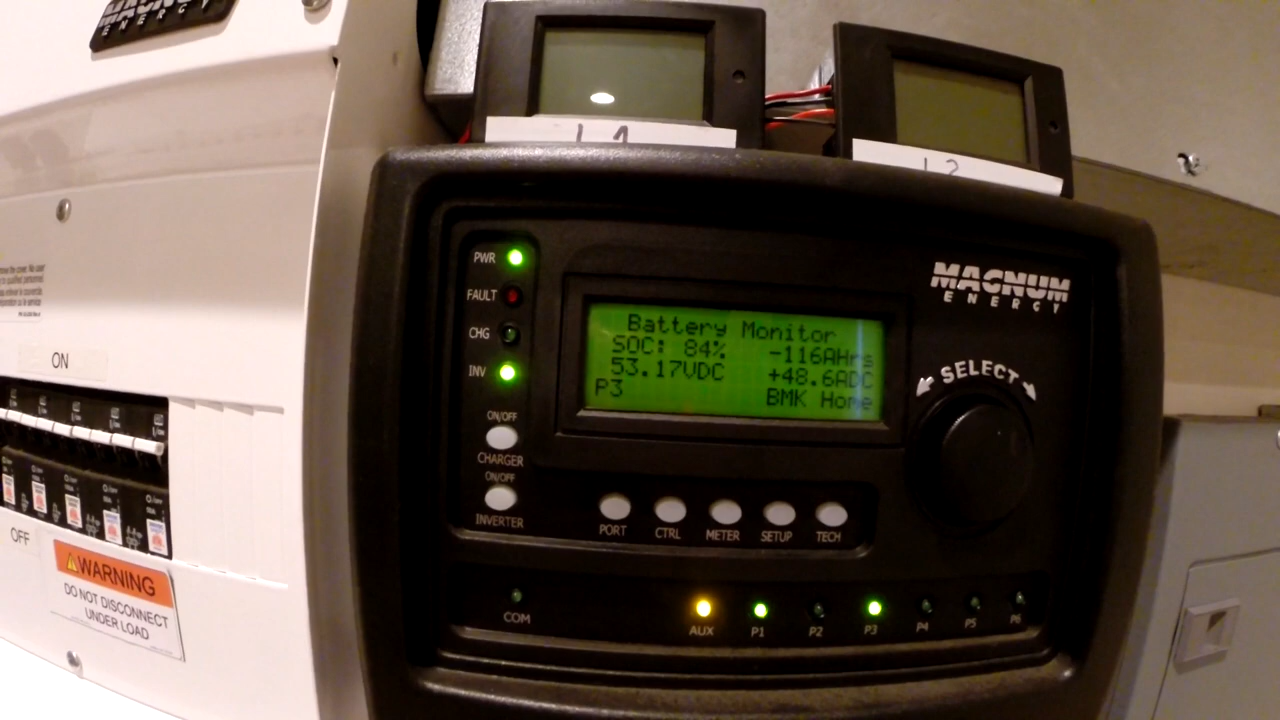 MAGNUM
ENERGY
L1
L2
MAGNUM
ENERGY
PWR
FAULT
CHG
INV
ON/OFF
CHARGER
ON/OFF
INVERTER
Battery Monitor
SOC: 84% -116AHrs
53.17VDC +48.6ADC
P3 BMK Home
SELECT
PORT CTRL METER SETUP TECH
COM AUX P1 P2 P3 P4 P5 P6
ON
OFF
WARNING
DO NOT DISCONNECT
UNDER LOAD